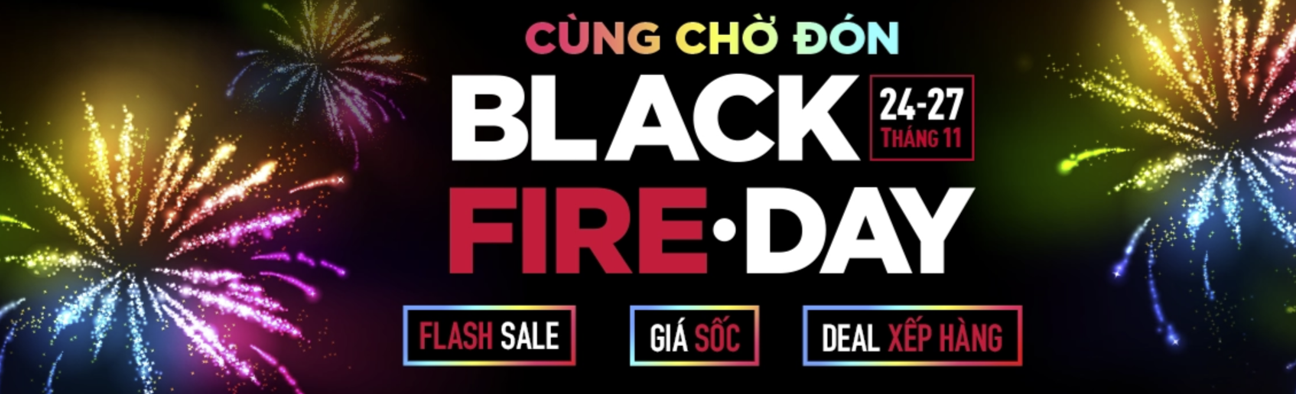 CÙNG CHỜ ĐÓN
BLACK
24-27
THÁNG 11
FIRE•DAY
FLASH SALE
GIÁ SỐC
DEAL XẾP HÀNG